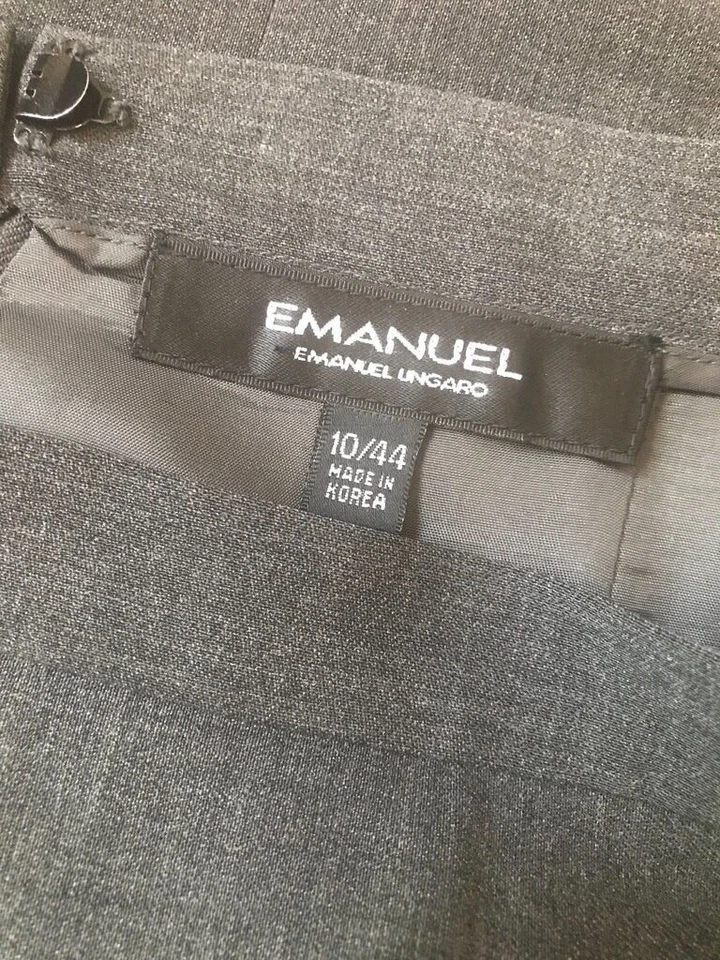 EMANUEL
EMANUEL UNGARO
10/44
MADE IN
KOREA